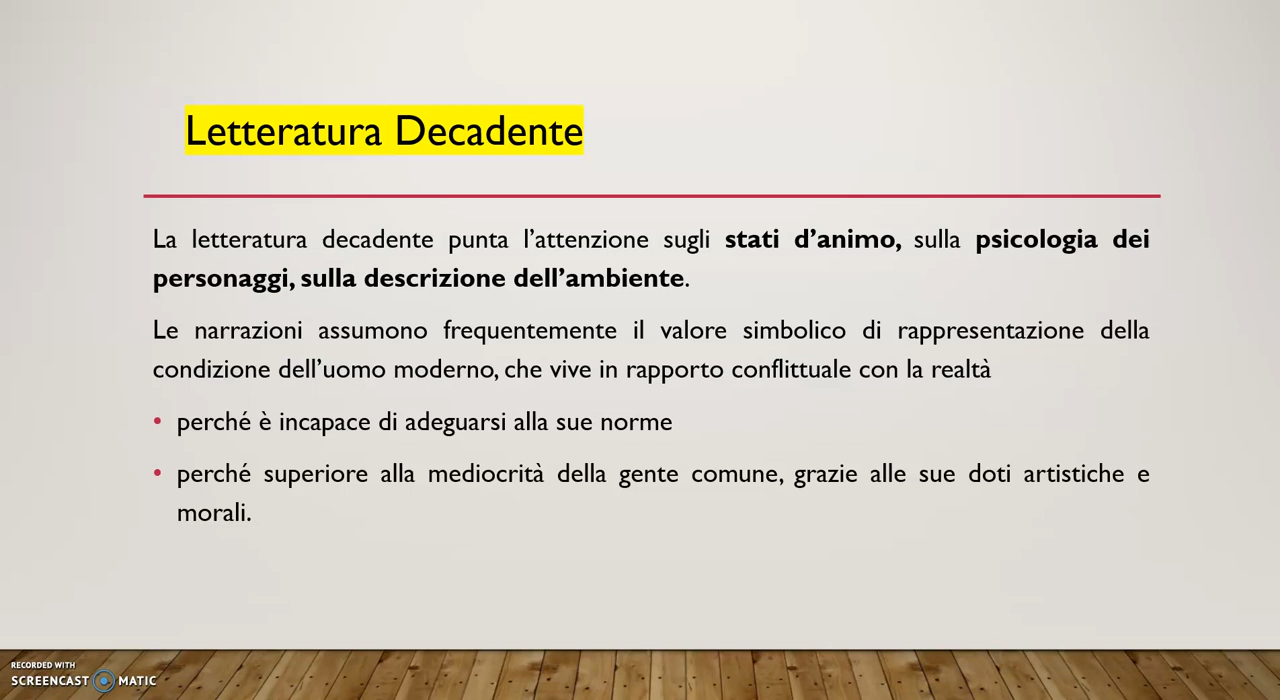 Letteratura Decadente
La letteratura decadente punta l’attenzione sugli stati d’animo, sulla psicologia dei
personaggi, sulla descrizione dell’ambiente.
Le narrazioni assumono frequentemente il valore simbolico di rappresentazione della
condizione dell’uomo moderno, che vive in rapporto conflittuale con la realtà
• perché è incapace di adeguarsi alla sue norme
• perché superiore alla mediocrità della gente comune, grazie alle sue doti artistiche e
morali.
RECORDED WITH
SCREENCAST MATIC